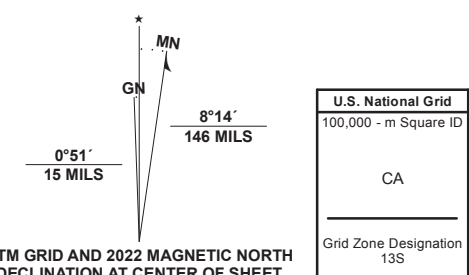 ★
MN
GN
8°14´
146 MILS
0°51´
15 MILS
TM GRID AND 2022 MAGNETIC NORTH
DECLINATION AT CENTER OF SHEET
U.S. National Grid
100,000 - m Square ID
CA
Grid Zone Designation
13S